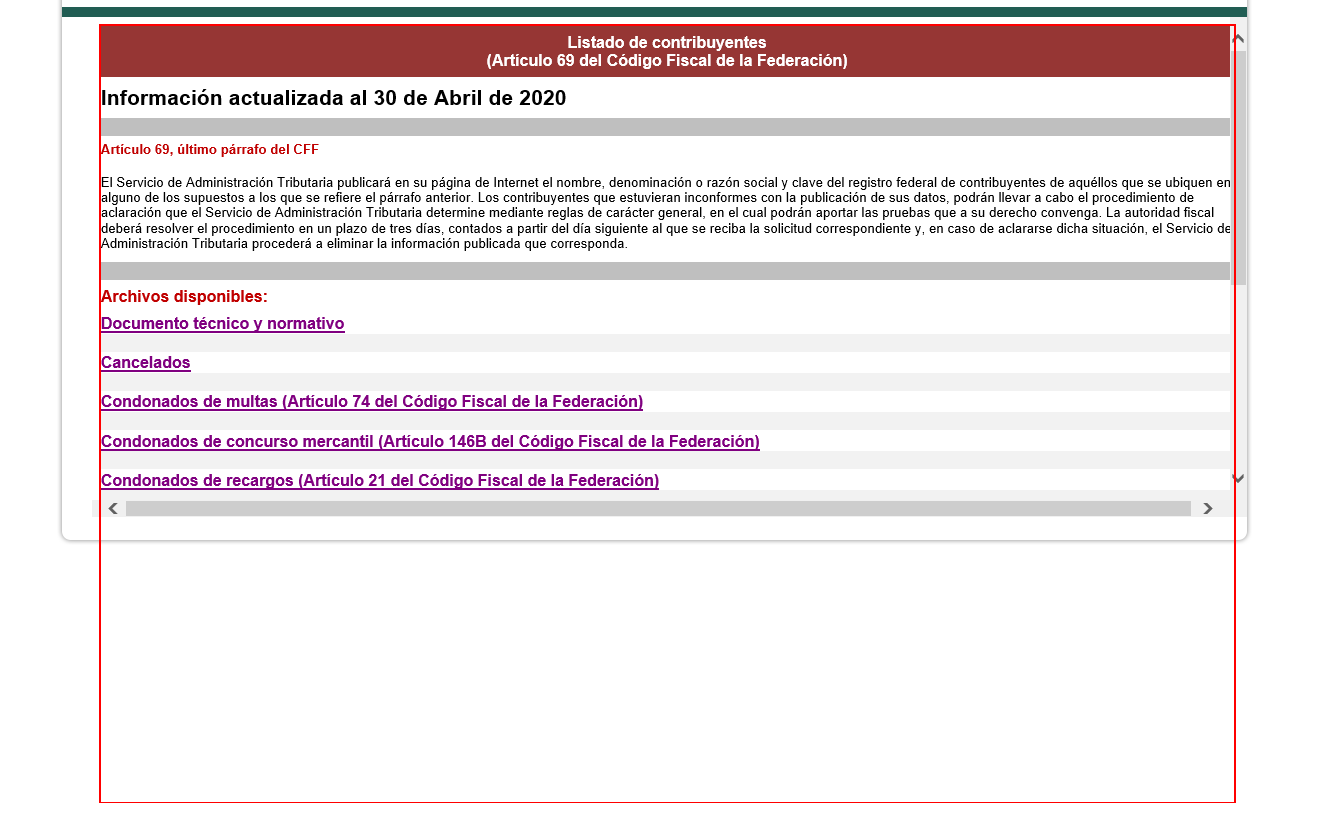 Listado de contribuyentes
(Artículo 69 del Código Fiscal de la Federación)
Información actualizada al 30 de Abril de 2020
Artículo 69, último párrafo del CFF
El Servicio de Administración Tributaria publicará en su página de Internet el nombre, denominación o razón social y clave del registro federal de contribuyentes de aquéllos que se ubiquen en
alguno de los supuestos a los que se refiere el párrafo anterior. Los contribuyentes que estuvieran inconformes con la publicación de sus datos, podrán llevar a cabo el procedimiento de
aclaración que el Servicio de Administración Tributaria determine mediante reglas de carácter general, en el cual podrán aportar las pruebas que a su derecho convenga. La autoridad fiscal
deberá resolver el procedimiento en un plazo de tres días, contados a partir del día siguiente al que se reciba la solicitud correspondiente y, en caso de aclararse dicha situación, el Servicio de
Administración Tributaria procederá a eliminar la información publicada que corresponda.
Archivos disponibles:
Documento técnico y normativo
Cancelados
Condonados de multas (Artículo 74 del Código Fiscal de la Federación)
Condonados de concurso mercantil (Artículo 146B del Código Fiscal de la Federación)
Condonados de recargos (Artículo 21 del Código Fiscal de la Federación)